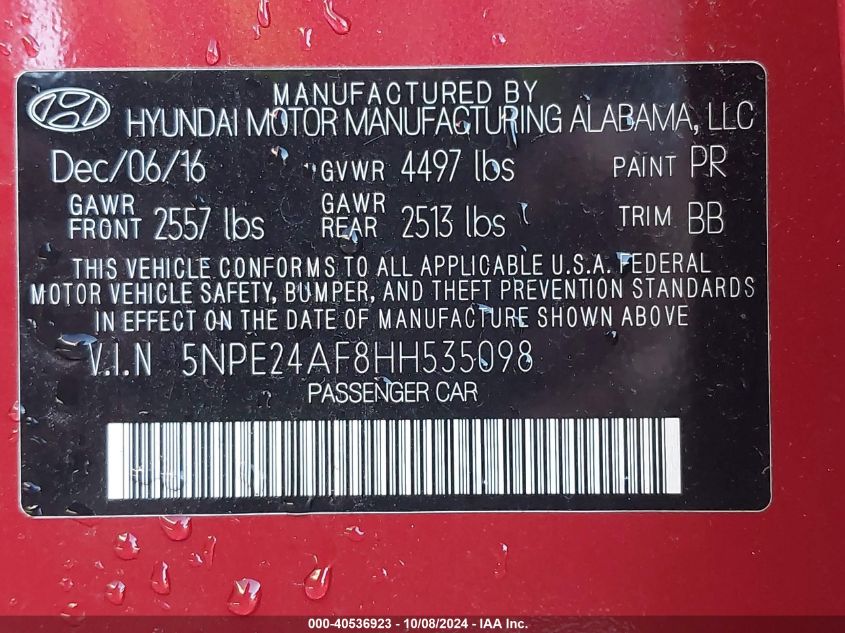 MANUFACTURED BY
HYUNDAI MOTOR MANUFACTURING ALABAMA, LLC
Dec/06/16 GVWR 4497 lbs PAINT PR
GAWR FRONT 2557 lbs GAWR REAR 2513 lbs TRIM BB
THIS VEHICLE CONFORMS TO ALL APPLICABLE U.S.A. FEDERAL
MOTOR VEHICLE SAFETY, BUMPER, AND THEFT PREVENTION STANDARDS
IN EFFECT ON THE DATE OF MANUFACTURE SHOWN ABOVE
V.I.N 5NPE24AF8HH535098
PASSENGER CAR
000-40536923 - 10/08/2024 - IAA Inc.